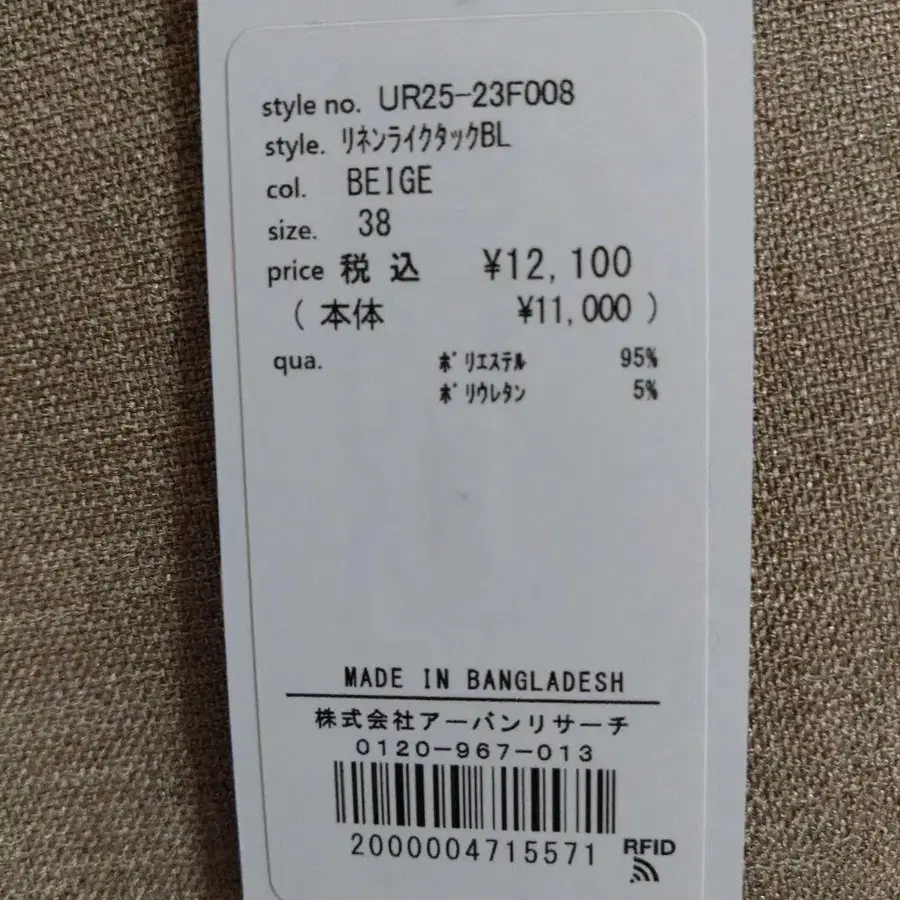 style no. UR25-23F008
style. ﾘﾈﾝﾗｲｸﾀｯｸBL
col. BEIGE
size. 38
price 税 込 ¥12,100
( 本体 ¥11,000 )
qua. ﾎﾟﾘｴｽﾃﾙ 95%
ﾎﾟﾘｳﾚﾀﾝ 5%
MADE IN BANGLADESH
株式会社アーバンリサーチ
0120-967-013
2000004715571
RFID